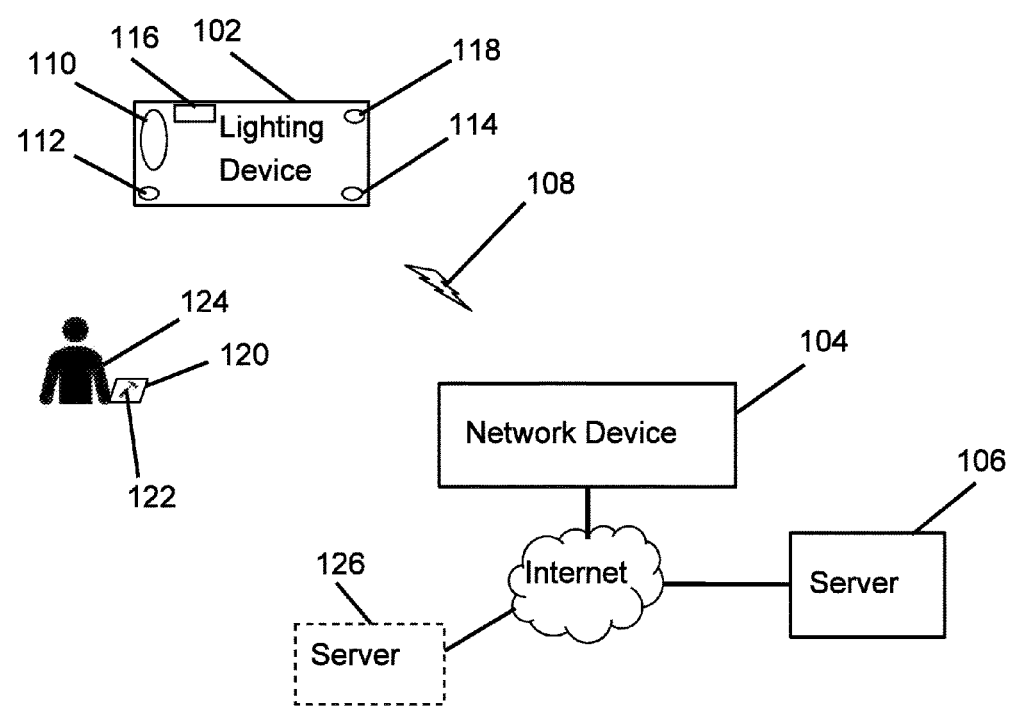 116
102
118
110
Lighting
Device
114
112
108
124
120
104
Network Device
122
106
126
Internet
Server
Server